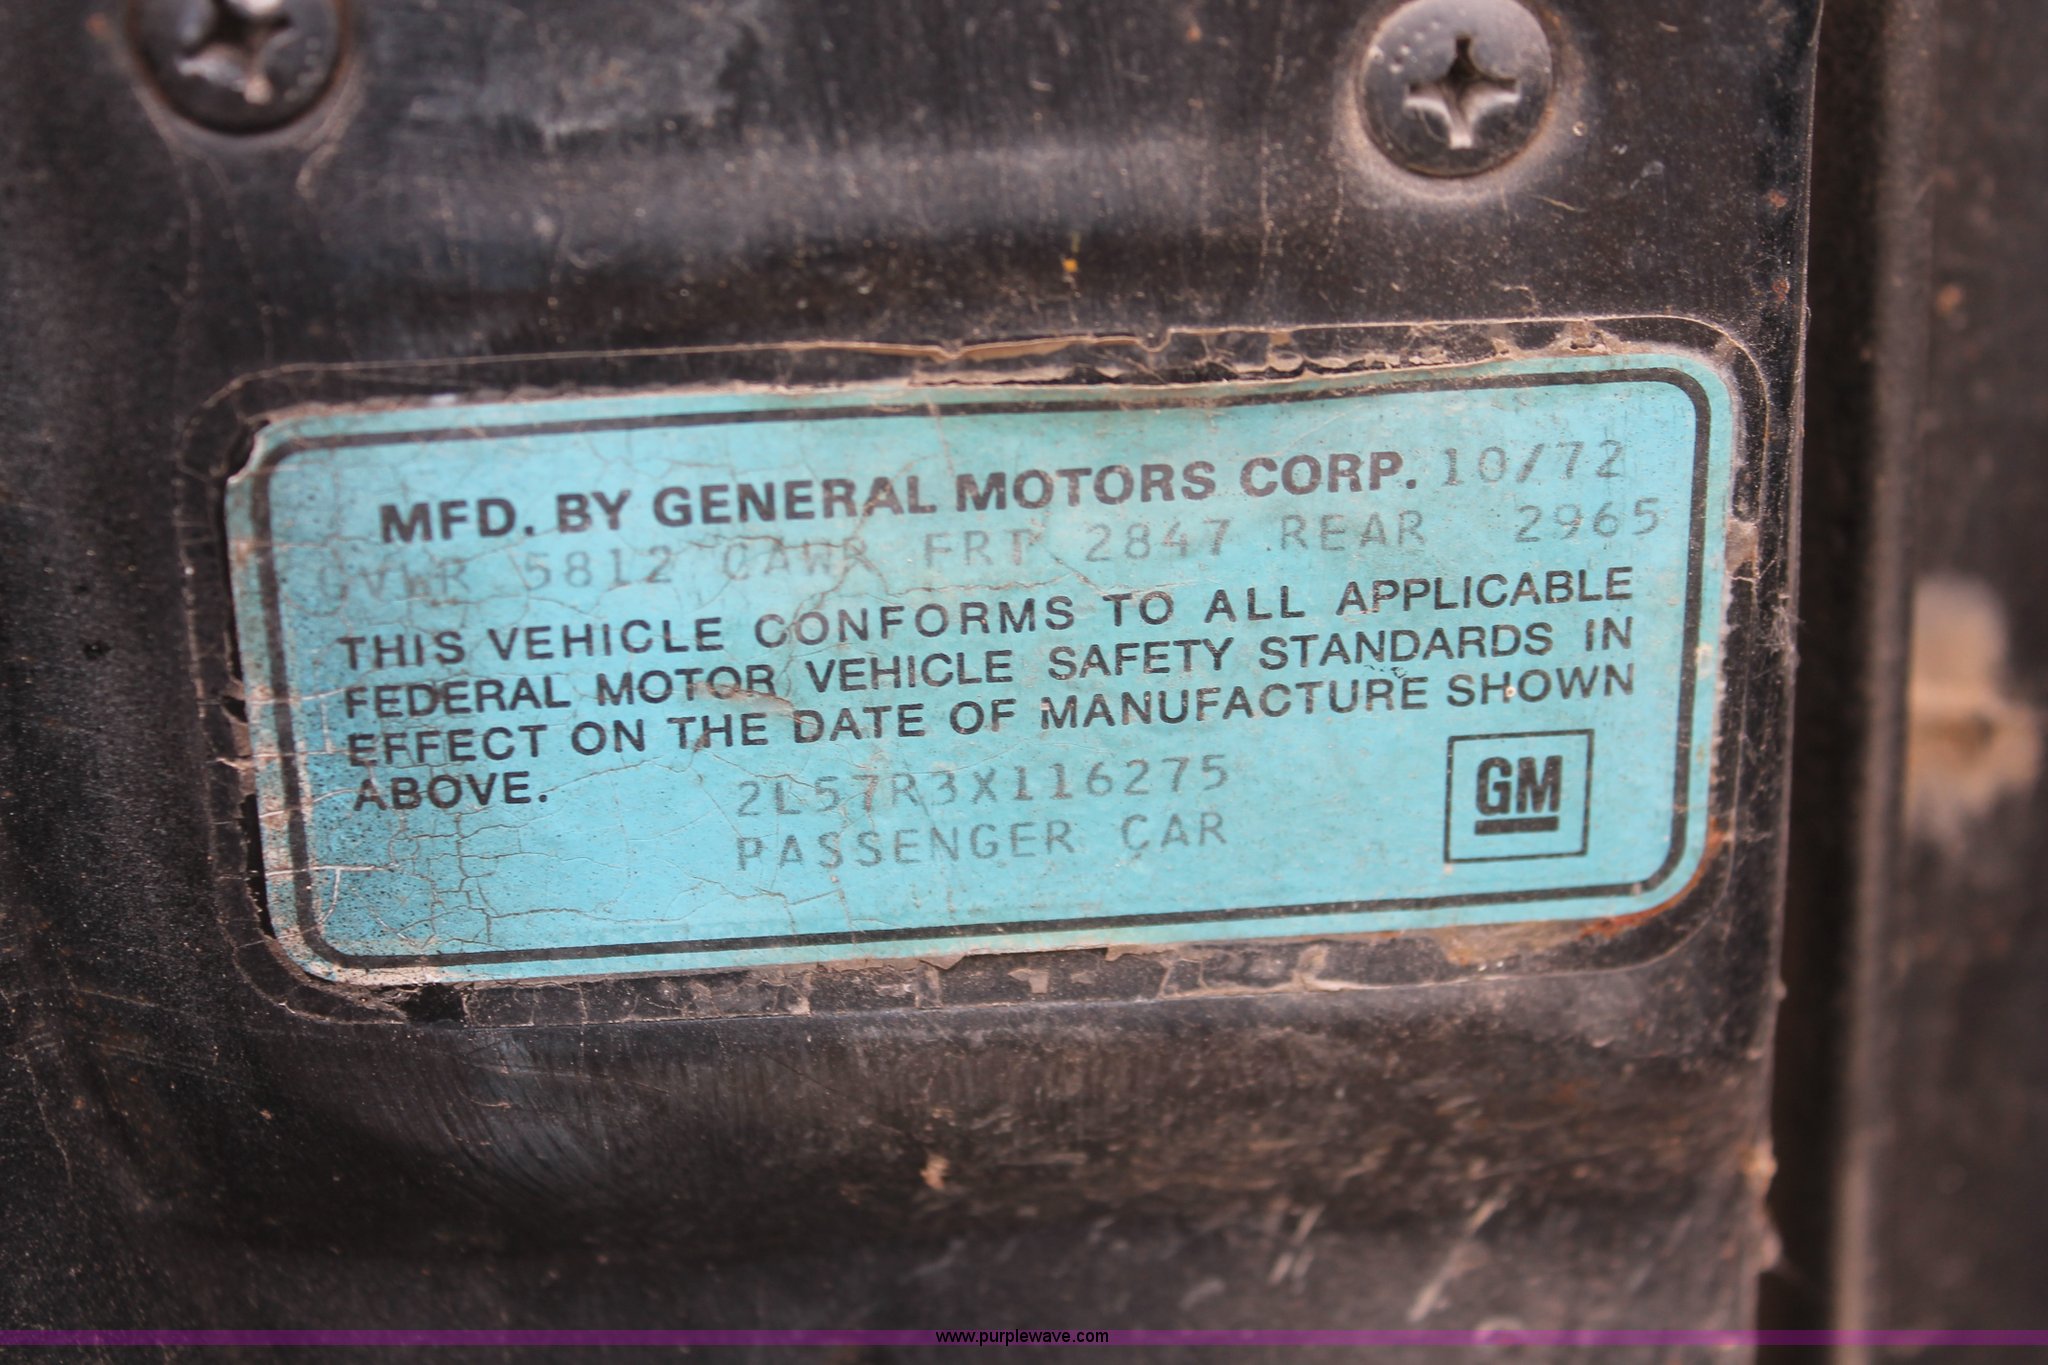 MFD. BY GENERAL MOTORS CORP. 10/72
GVWR 5812 GAWR FRT 2847 REAR 2965
THIS VEHICLE CONFORMS TO ALL APPLICABLE
FEDERAL MOTOR VEHICLE SAFETY STANDARDS IN
EFFECT ON THE DATE OF MANUFACTURE SHOWN
ABOVE.
2L57R3X116275
PASSENGER CAR
GM
www.purplewave.com